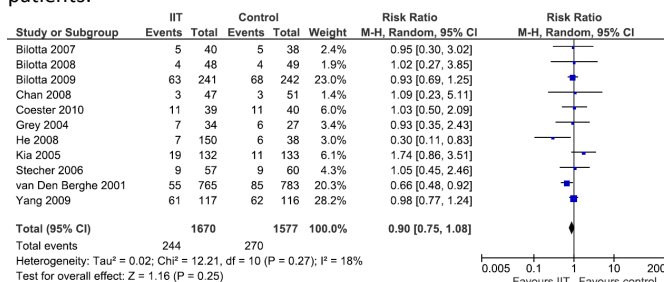 patients.
IIT Control Risk Ratio Risk Ratio
Study or Subgroup Events Total Events Total Weight M-H, Random, 95% CI M-H, Random, 95% CI
Bilotta 2007 5 40 5 38 2.4% 0.95 [0.30, 3.02]
Bilotta 2008 4 48 4 49 1.9% 1.02 [0.27, 3.85]
Bilotta 2009 63 241 68 242 23.0% 0.93 [0.69, 1.25]
Chan 2008 3 47 3 51 1.4% 1.09 [0.23, 5.11]
Coester 2010 11 39 11 40 5.9% 1.03 [0.50, 2.09]
Grey 2004 7 34 6 27 3.4% 0.93 [0.35, 2.43]
He 2008 7 150 6 38 3.1% 0.30 [0.11, 0.83]
Kia 2005 19 132 11 133 6.1% 1.74 [0.86, 3.51]
Stecher 2006 9 57 9 60 4.4% 1.05 [0.45, 2.46]
van Den Berghe 2001 55 765 85 783 20.3% 0.66 [0.48, 0.92]
Yang 2009 61 117 62 116 28.2% 0.98 [0.77, 1.24]
Total (95% CI) 1670 1577 100.0% 0.90 [0.75, 1.08]
Total events 244 270
Heterogeneity: Tau² = 0.02; Chi² = 12.21, df = 10 (P = 0.27); I² = 18%
Test for overall effect: Z = 1.16 (P = 0.25)
0.005 0.1 1 10 200
Favours IIT Favours control